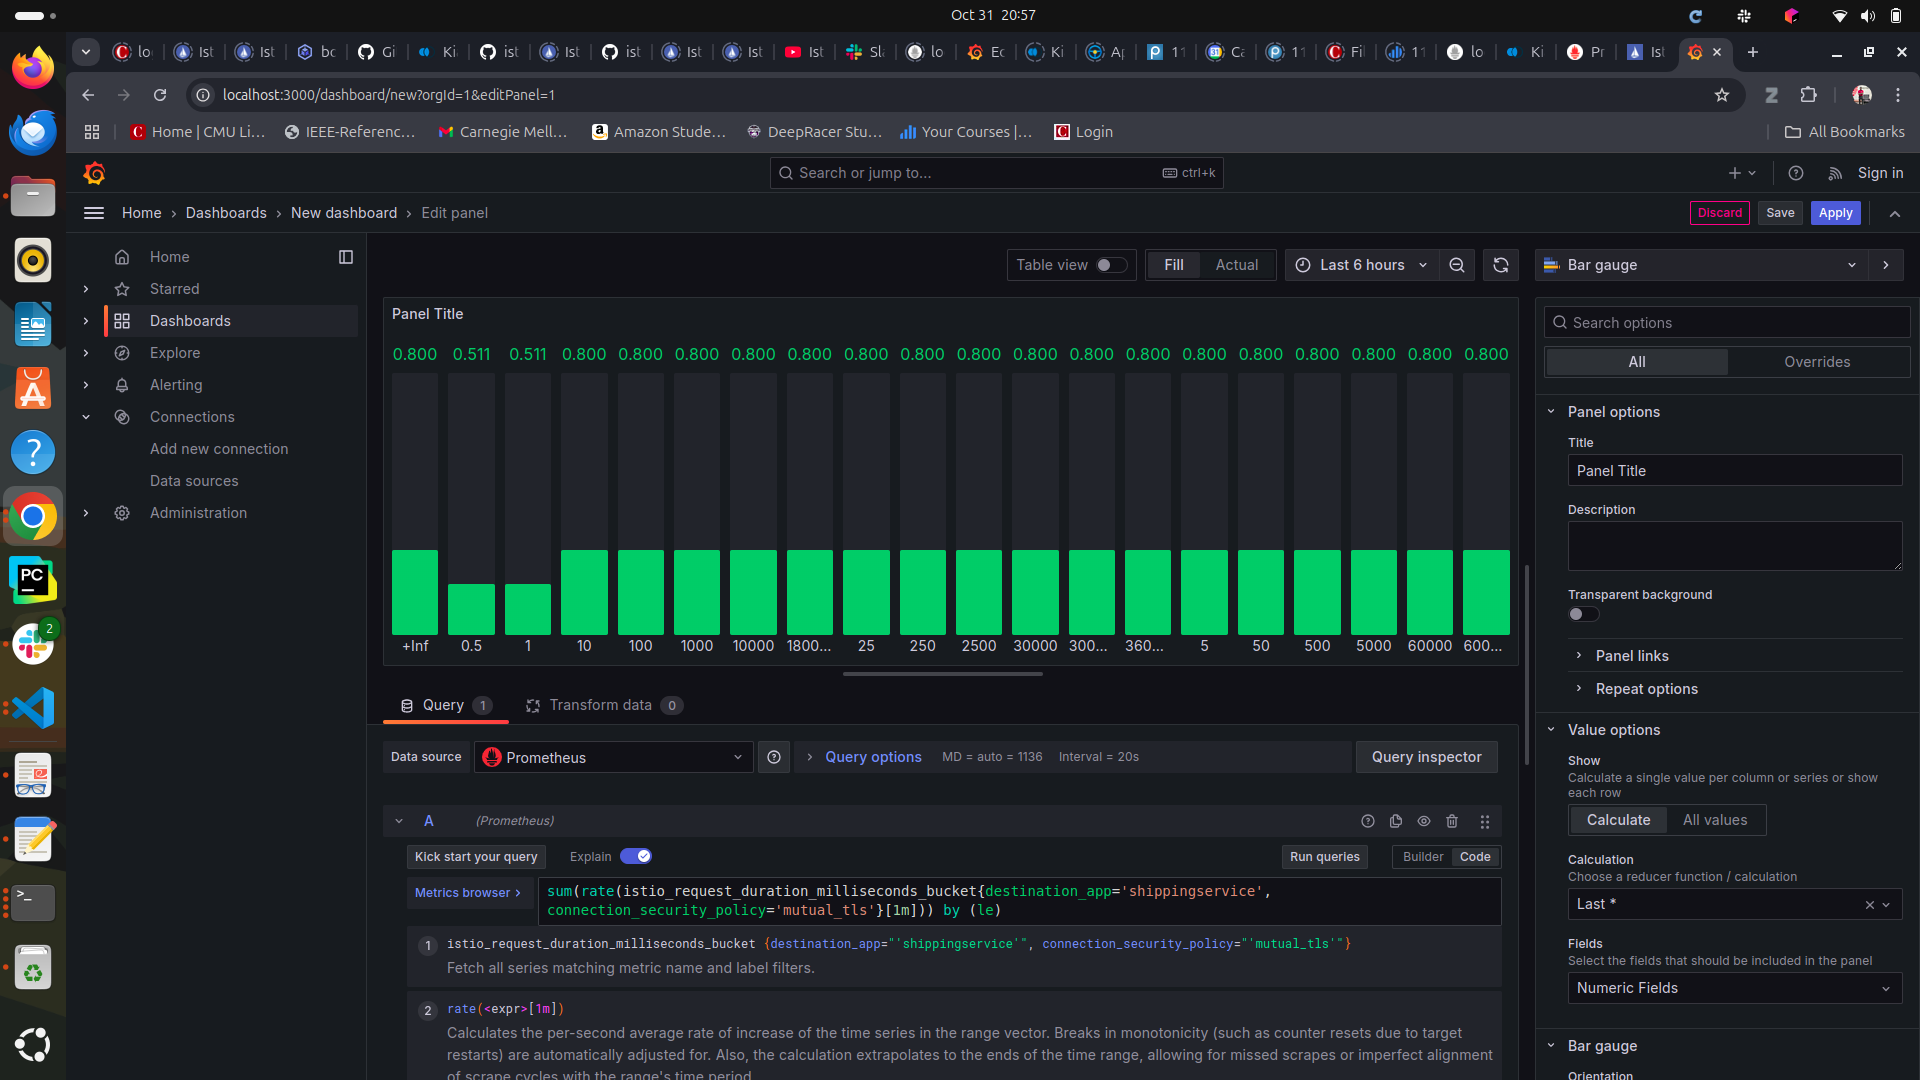 Oct 31 20:57
lo
Ist
Ist
bo
Gi
Ki
ist
Ist
ist
Ist
Ist
Ist
Sla
lo
Ec
Ki
Ap
11
Ca
11
Fi
11
lo
Ki
Pr
Ist
localhost:3000/dashboard/new?orgId=1&editPanel=1
Home | CMU Li...
IEEE-Referenc...
Carnegie Mell...
Amazon Stude...
DeepRacer Stu...
Your Courses |...
Login
All Bookmarks
Search or jump to...
ctrl+k
Sign in
Home › Dashboards › New dashboard › Edit panel
Discard
Save
Apply
Home
Starred
Dashboards
Explore
Alerting
Connections
Add new connection
Data sources
Administration
Table view
Fill
Actual
Last 6 hours
Bar gauge
Panel Title
0.800 0.511 0.511 0.800 0.800 0.800 0.800 0.800 0.800 0.800 0.800 0.800 0.800 0.800 0.800 0.800 0.800 0.800 0.800 0.800
+Inf 0.5 1 10 100 1000 10000 1800... 25 250 2500 30000 300... 360... 5 50 500 5000 60000 600...
Query 1
Transform data 0
Data source
Prometheus
Query options
MD = auto = 1136
Interval = 20s
Query inspector
A
(Prometheus)
Kick start your query
Explain
Run queries
Builder
Code
Metrics browser >
sum(rate(istio_request_duration_milliseconds_bucket{destination_app='shippingservice',
connection_security_policy='mutual_tls'}[1m])) by (le)
1
istio_request_duration_milliseconds_bucket {destination_app="'shippingservice'", connection_security_policy="'mutual_tls'"}
Fetch all series matching metric name and label filters.
2
rate(<expr>[1m])
Calculates the per-second average rate of increase of the time series in the range vector. Breaks in monotonicity (such as counter resets due to target
restarts) are automatically adjusted for. Also, the calculation extrapolates to the ends of the time range, allowing for missed scrapes or imperfect alignment
of scrape cycles with the range's time period.
Search options
All
Overrides
Panel options
Title
Panel Title
Description
Transparent background
Panel links
Repeat options
Value options
Show
Calculate a single value per column or series or show
each row
Calculate
All values
Calculation
Choose a reducer function / calculation
Last *
Fields
Select the fields that should be included in the panel
Numeric Fields
Bar gauge
Orientation
PC
2